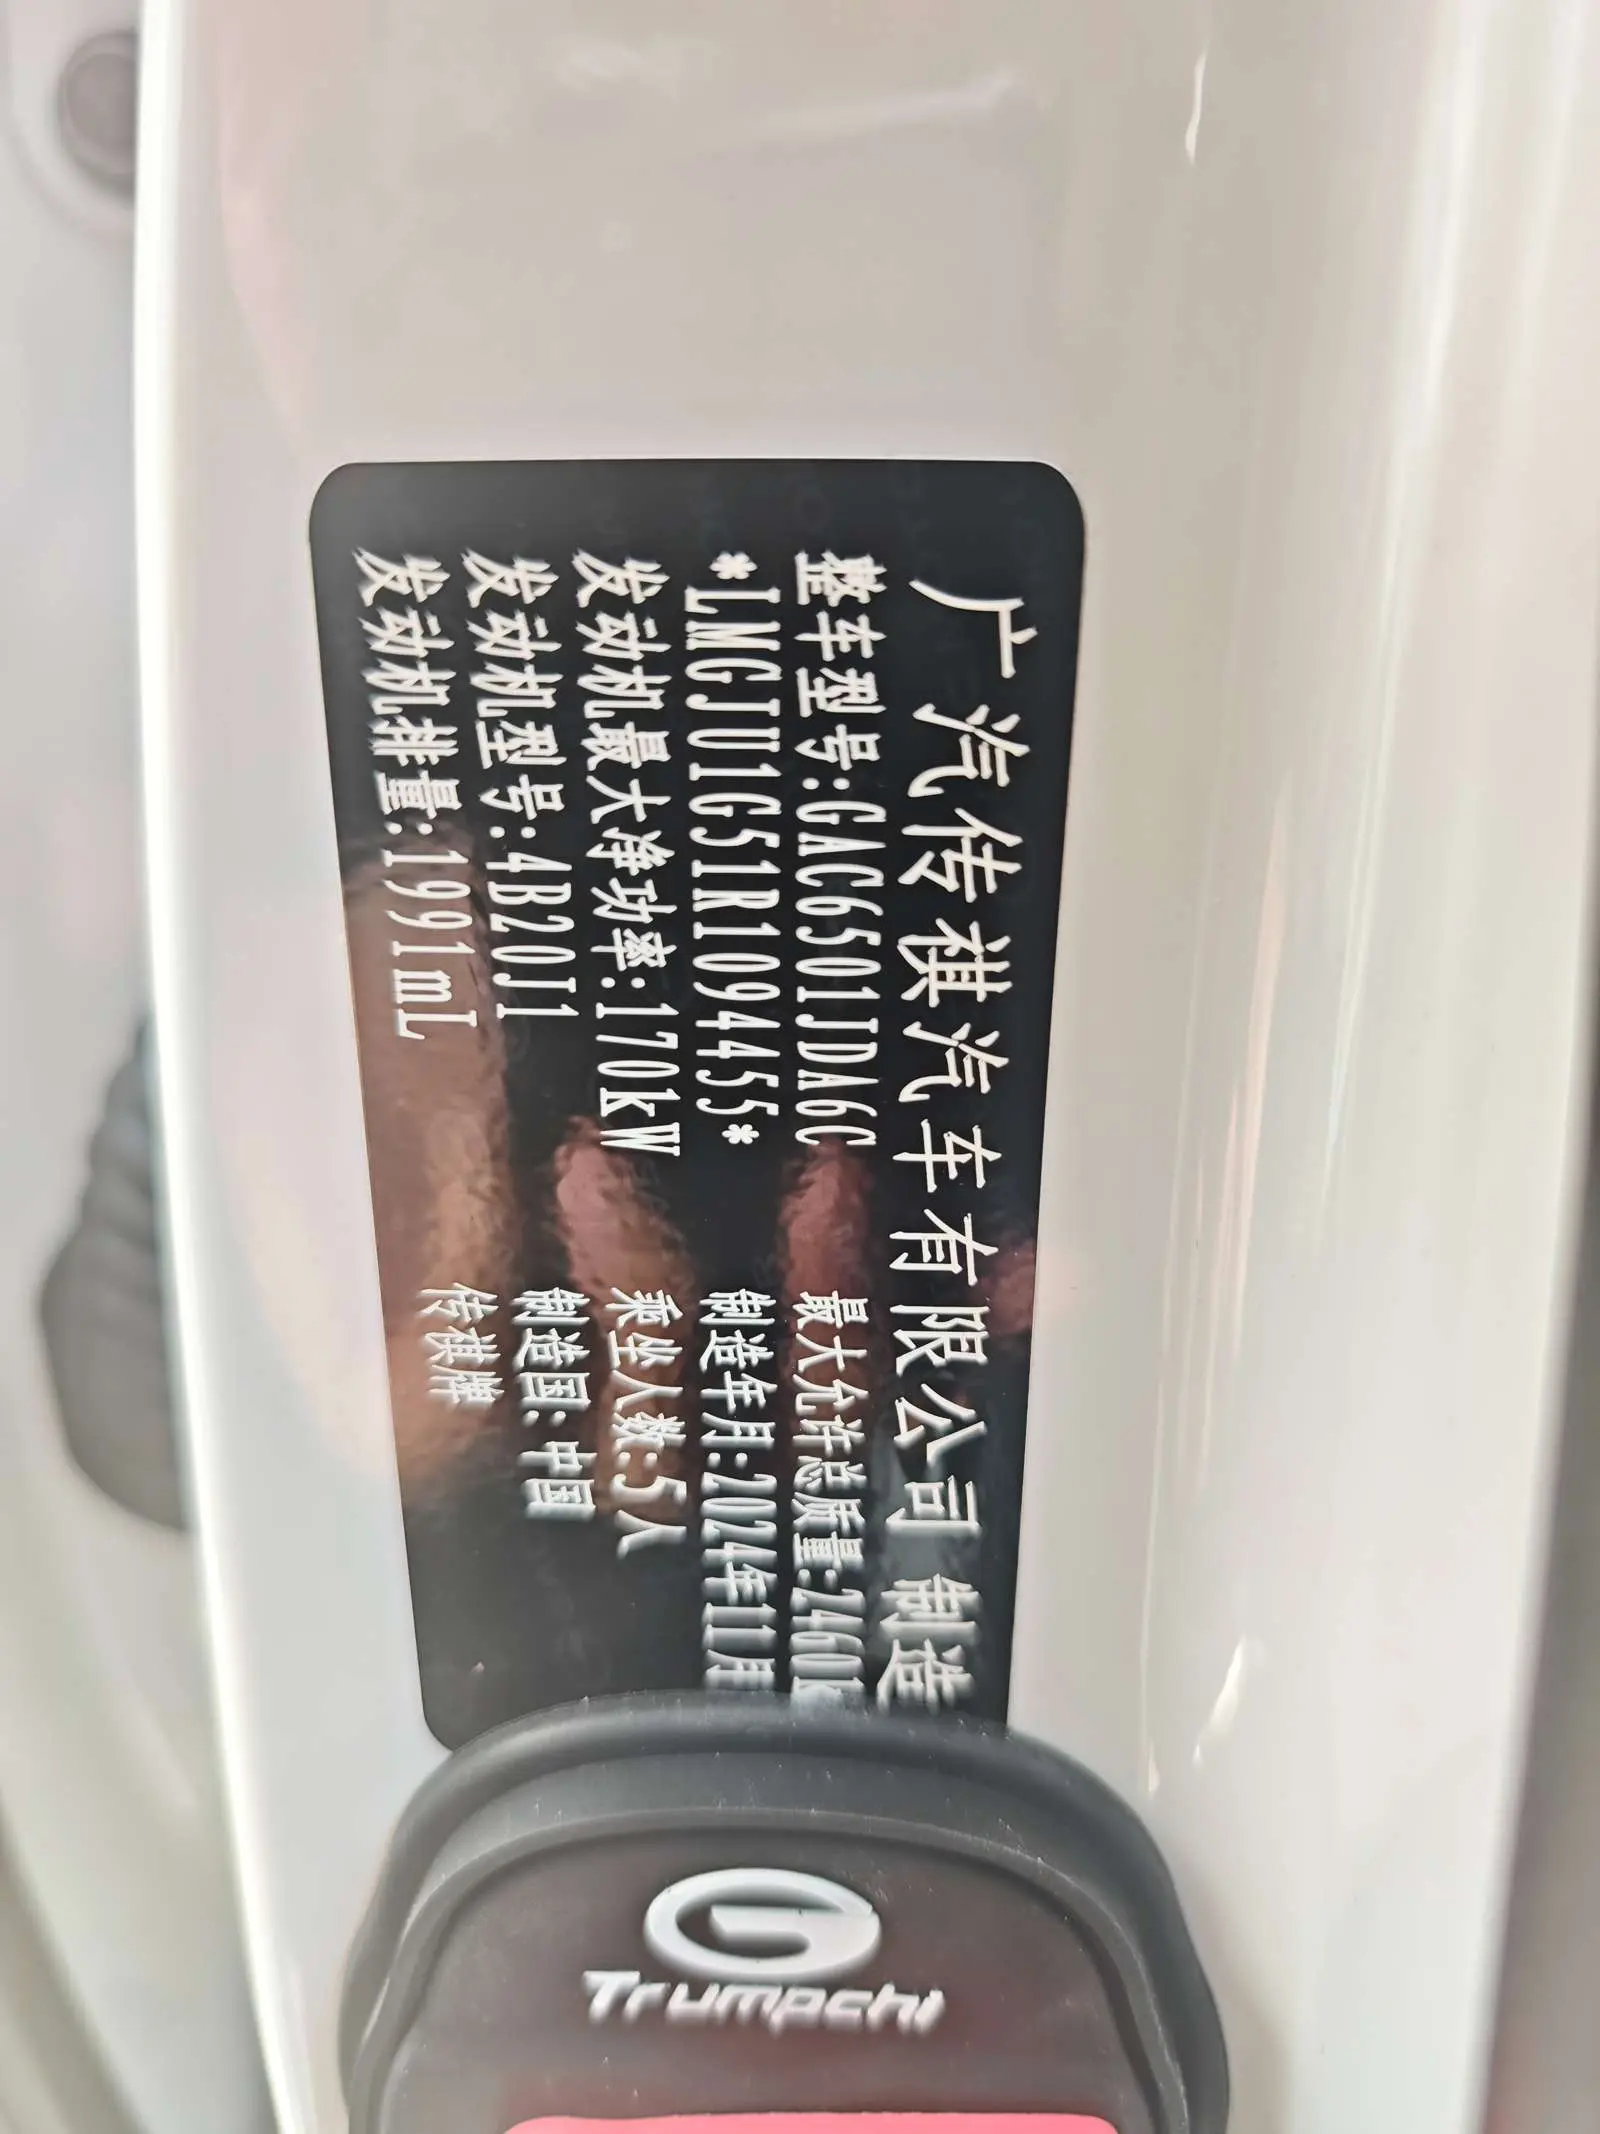 广汽传祺汽车有限公司 制造
整车型号:GAC6501JDA6C 最大允许总质量:2460k
*LMGJU1G51R1094455* 制造年月:2024年11月
发动机最大净功率:170kW 乘坐人数:5人
发动机型号:4B20J1 制造国:中国
发动机排量:1991mL 传祺牌
Trumpchi